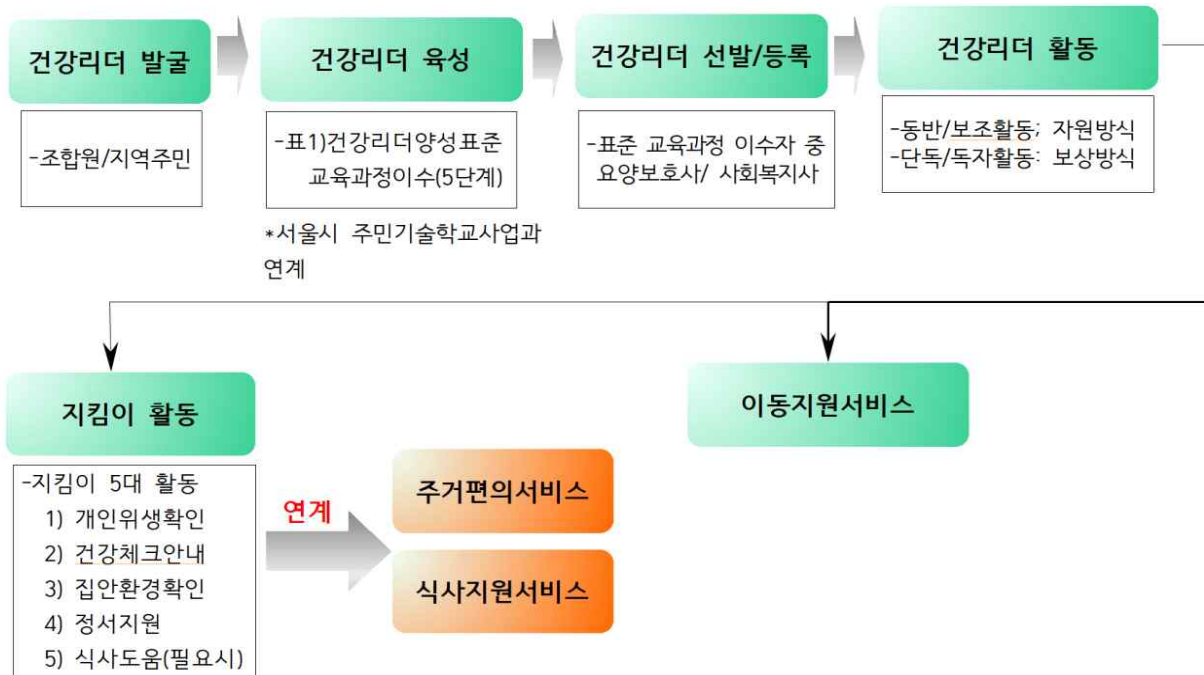 건강리더 발굴
-조합원/지역주민
건강리더 육성
-표1)건강리더양성표준
교육과정이수(5단계)
*서울시 주민기술학교사업과
연계
건강리더 선발/등록
-표준 교육과정 이수자 중
요양보호사/ 사회복지사
건강리더 활동
-동반/보조활동; 자원방식
-단독/독자활동: 보상방식
지킴이 활동
-지킴이 5대 활동
1) 개인위생확인
2) 건강체크안내
3) 집안환경확인
4) 정서지원
5) 식사도움(필요시)
연계
주거편의서비스
식사지원서비스
이동지원서비스